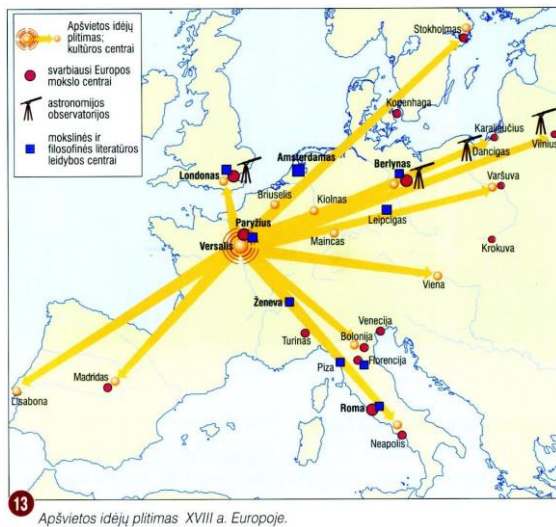 Apšvietos idėjų
plitimas;
kultūros centrai
svarbiausi Europos
mokslo centrai
astronomijos
observatorijos
mokslinės ir
filosofinės literatūros
leidybos centrai
Stokholmas
Kopenhaga
Karaliaučius
Dancigas
Vilnius
Amsterdamas
Berlynas
Londonas
Varšuva
Briuselis
Kiolnas
Leipcigas
Paryžius
Versalis
Maincas
Krokuva
Viena
Ženeva
Venecija
Turinas
Bolonija
Piza
Florencija
Madridas
Lisabona
Roma
Neapolis
13
Apšvietos idėjų plitimas XVIII a. Europoje.